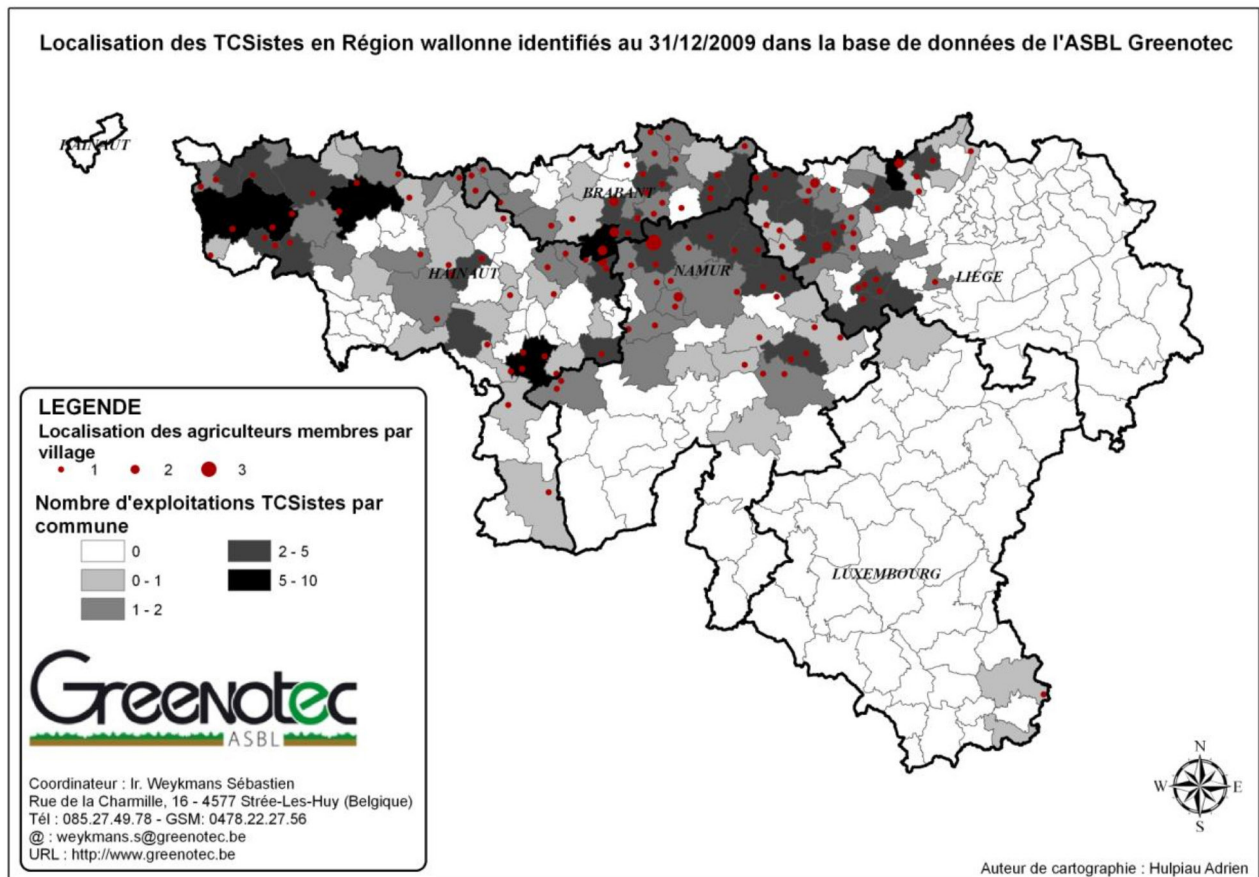 Localisation des TCSistes en Région wallonne identifiés au 31/12/2009 dans la base de données de l'ASBL Greenotec
HAINAUT
BRABANT
HAINAUT
NAMUR
LIEGE
LUXEMBOURG
LEGENDE
Localisation des agriculteurs membres par
village
1 2 3
Nombre d'exploitations TCSistes par
commune
0 2 - 5
0 - 1 5 - 10
1 - 2
Greenotec
ASBL
Coordinateur : Ir. Weykmans Sébastien
Rue de la Charmille, 16 - 4577 Strée-Les-Huy (Belgique)
Tél : 085.27.49.78 - GSM: 0478.22.27.56
@ : weykmans.s@greenotec.be
URL : http://www.greenotec.be
N
W E
S
Auteur de cartographie : Hulpiau Adrien